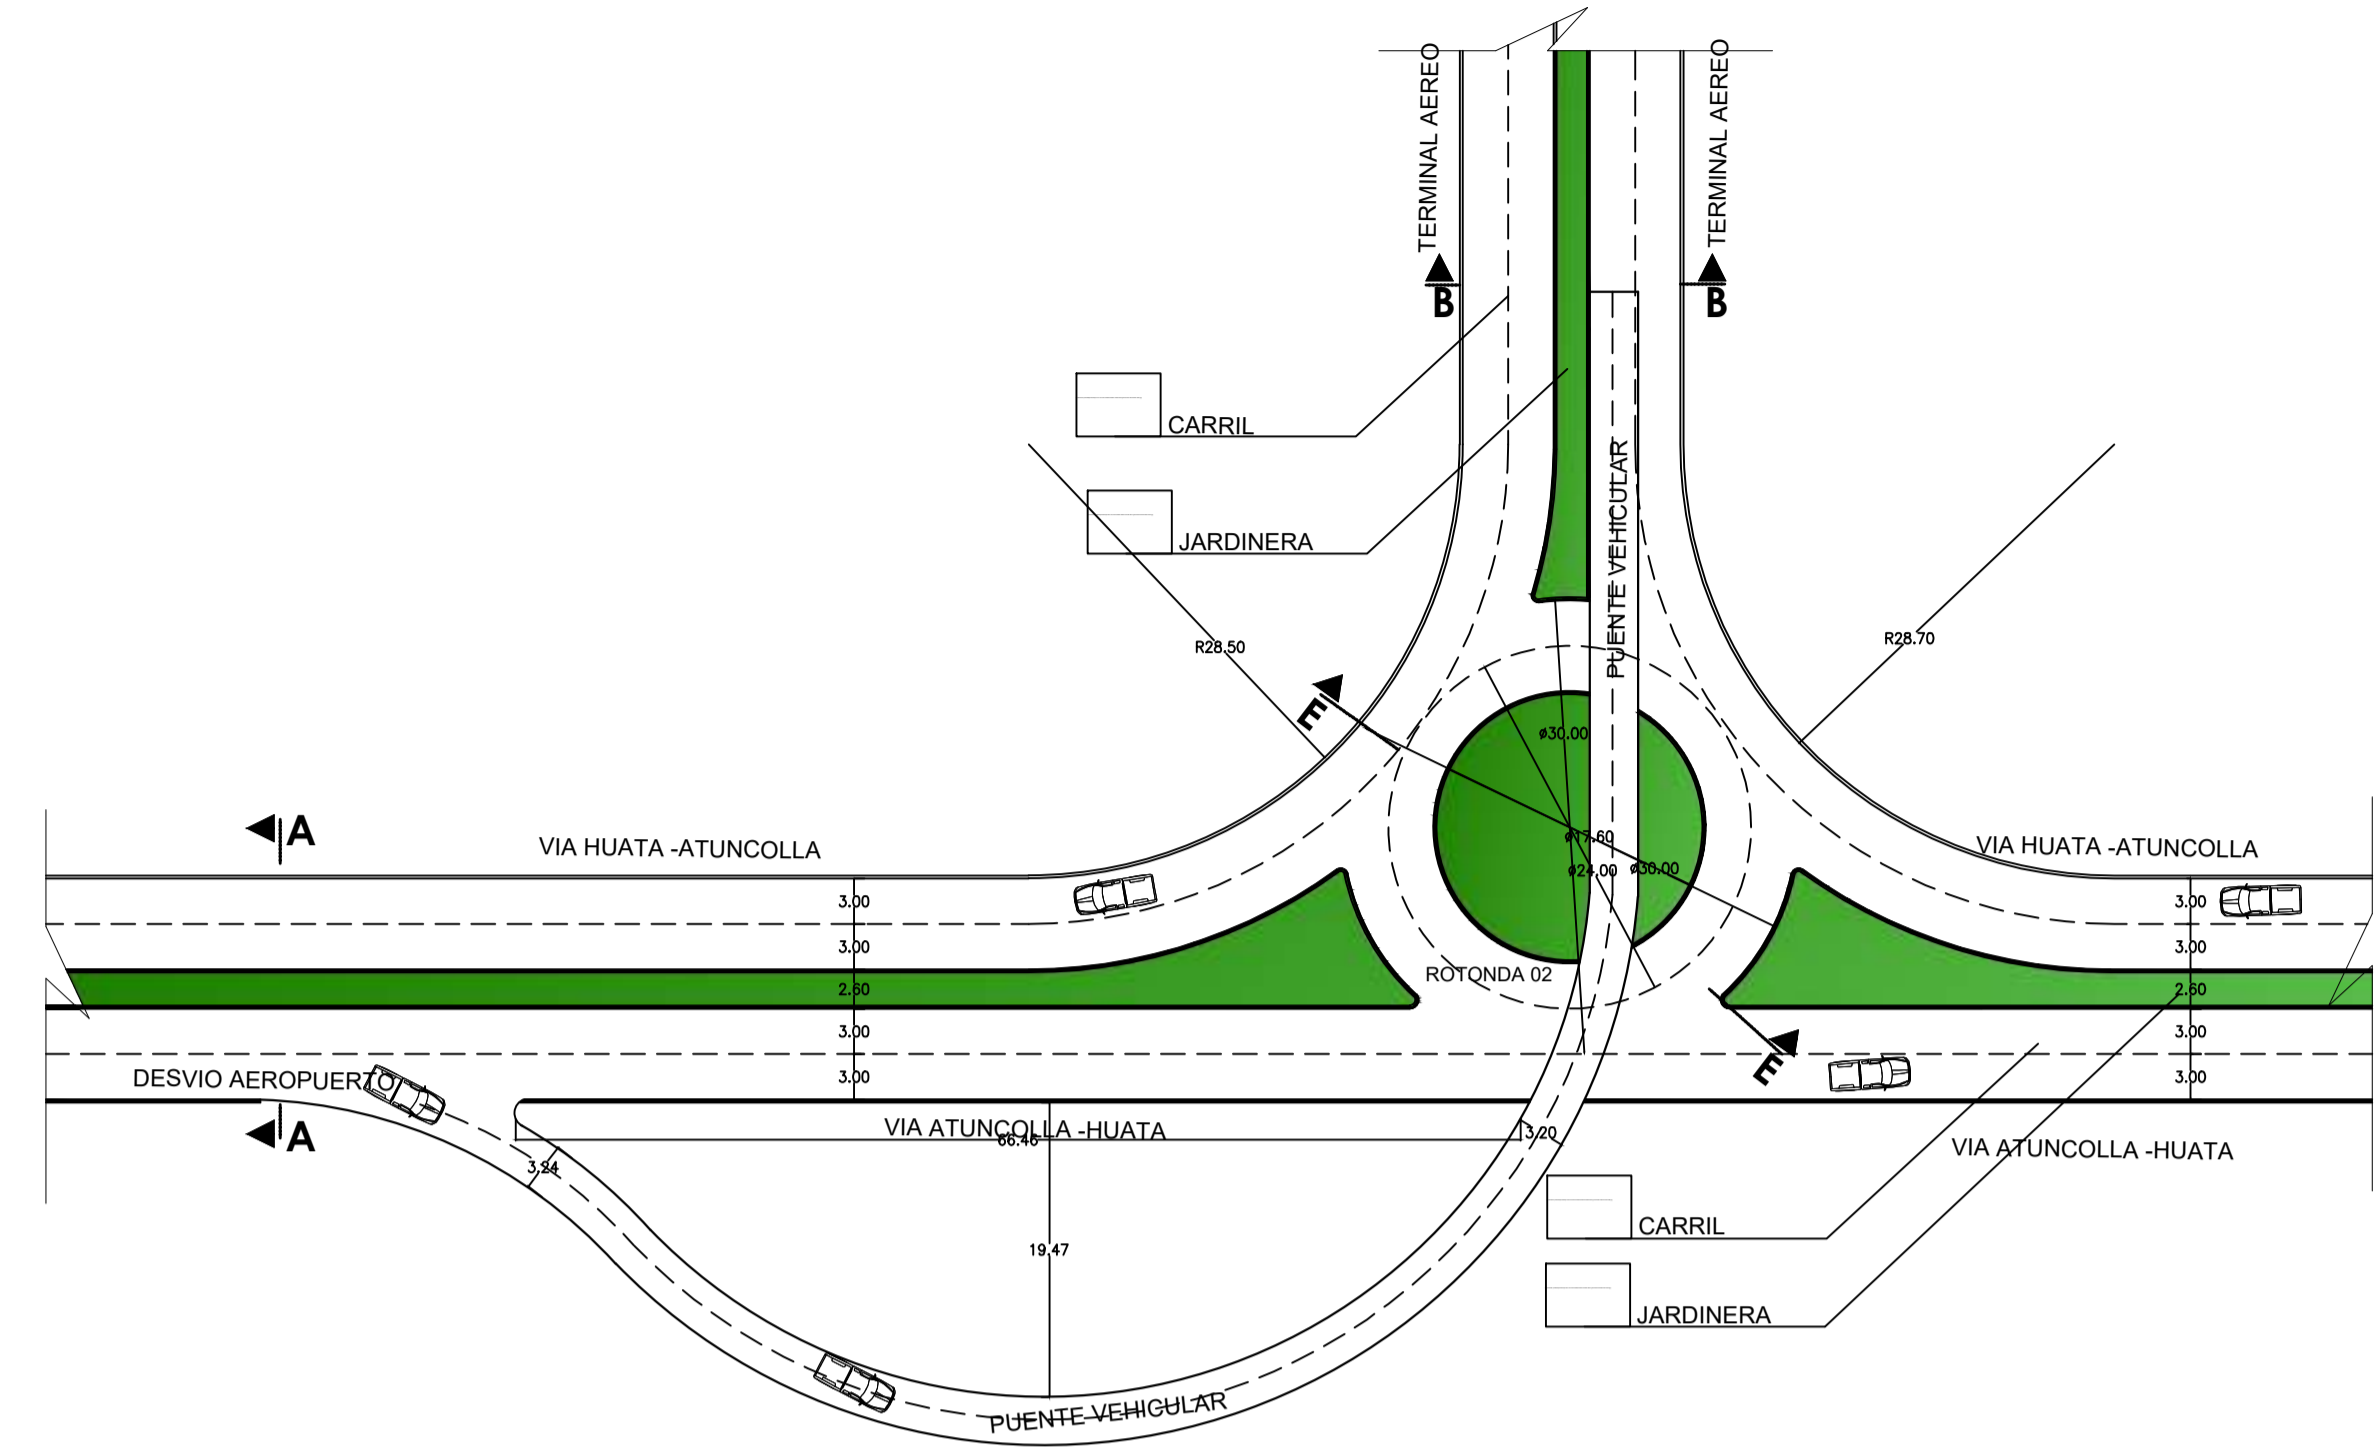 TERMINAL AEREO
TERMINAL AEREO
B
B
CARRIL
JARDINERA
PUENTE VEHICULAR
R28.50
R28.70
E
ø30.00
A
VIA HUATA -ATUNCOLLA
ø17.60
VIA HUATA -ATUNCOLLA
ø24.00
ø30.00
3.00
3.00
3.00
3.00
ROTONDA 02
2.60
2.60
3.00
3.00
E
DESVIO AEROPUERTO
3.00
3.00
A
VIA ATUNCOLLA -HUATA
66.46
3.20
VIA ATUNCOLLA -HUATA
3.24
CARRIL
19.47
JARDINERA
PUENTE VEHICULAR